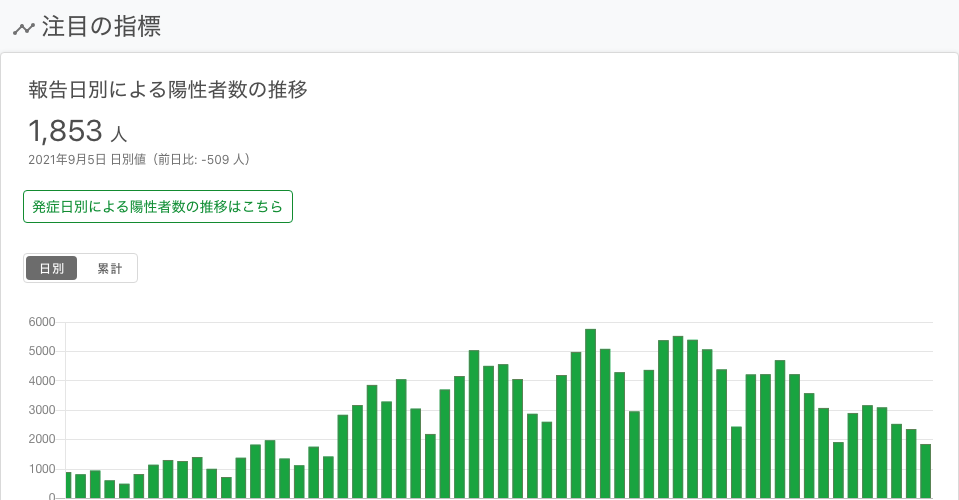 注目の指標
報告日別による陽性者数の推移
1,853 人
2021年9月5日 日別値（前日比: -509 人）
発症日別による陽性者数の推移はこちら
日別 累計
6000
5000
4000
3000
2000
1000
0